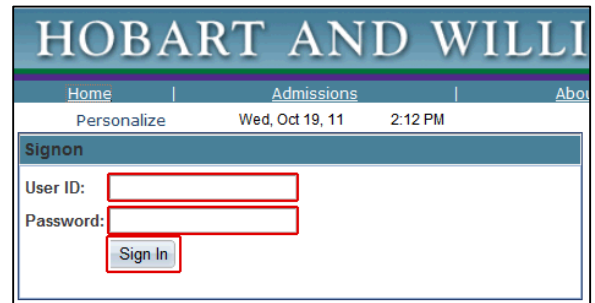 HOBART AND WILLI
Home | Admissions |
Personalize Wed, Oct 19, 11 2:12 PM
Signon
User ID:
Password:
Sign In